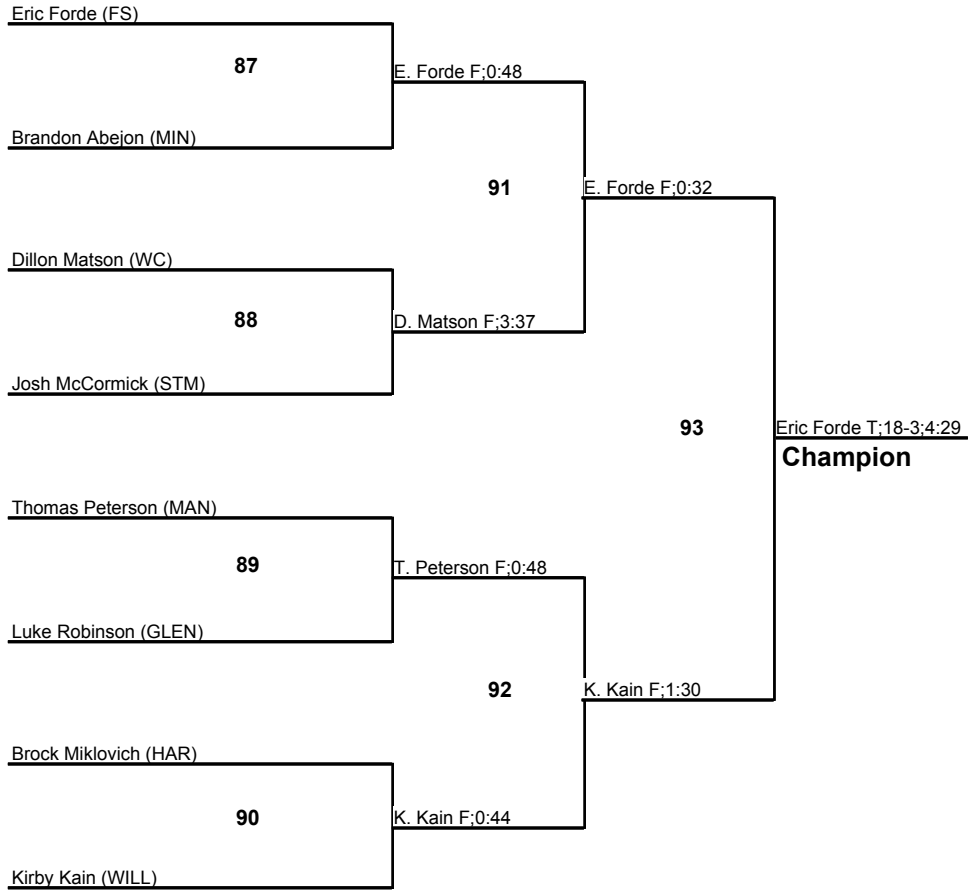 Eric Forde (FS)
87
E. Forde F;0:48
Brandon Abejon (MIN)
91
E. Forde F;0:32
Dillon Matson (WC)
88
D. Matson F;3:37
Josh McCormick (STM)
93
Eric Forde T;18-3;4:29
Champion
Thomas Peterson (MAN)
89
T. Peterson F;0:48
Luke Robinson (GLEN)
92
K. Kain F;1:30
Brock Miklovich (HAR)
90
K. Kain F;0:44
Kirby Kain (WILL)